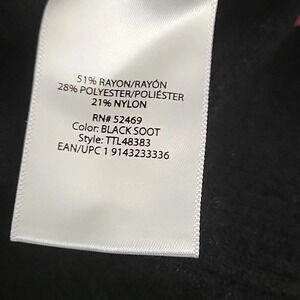 51% RAYON/RAYÓN
28% POLYESTER/POLIÉSTER
21% NYLON
RN# 52469
Color: BLACK SOOT
Style: TTL48383
EAN/UPC 1 9143233336